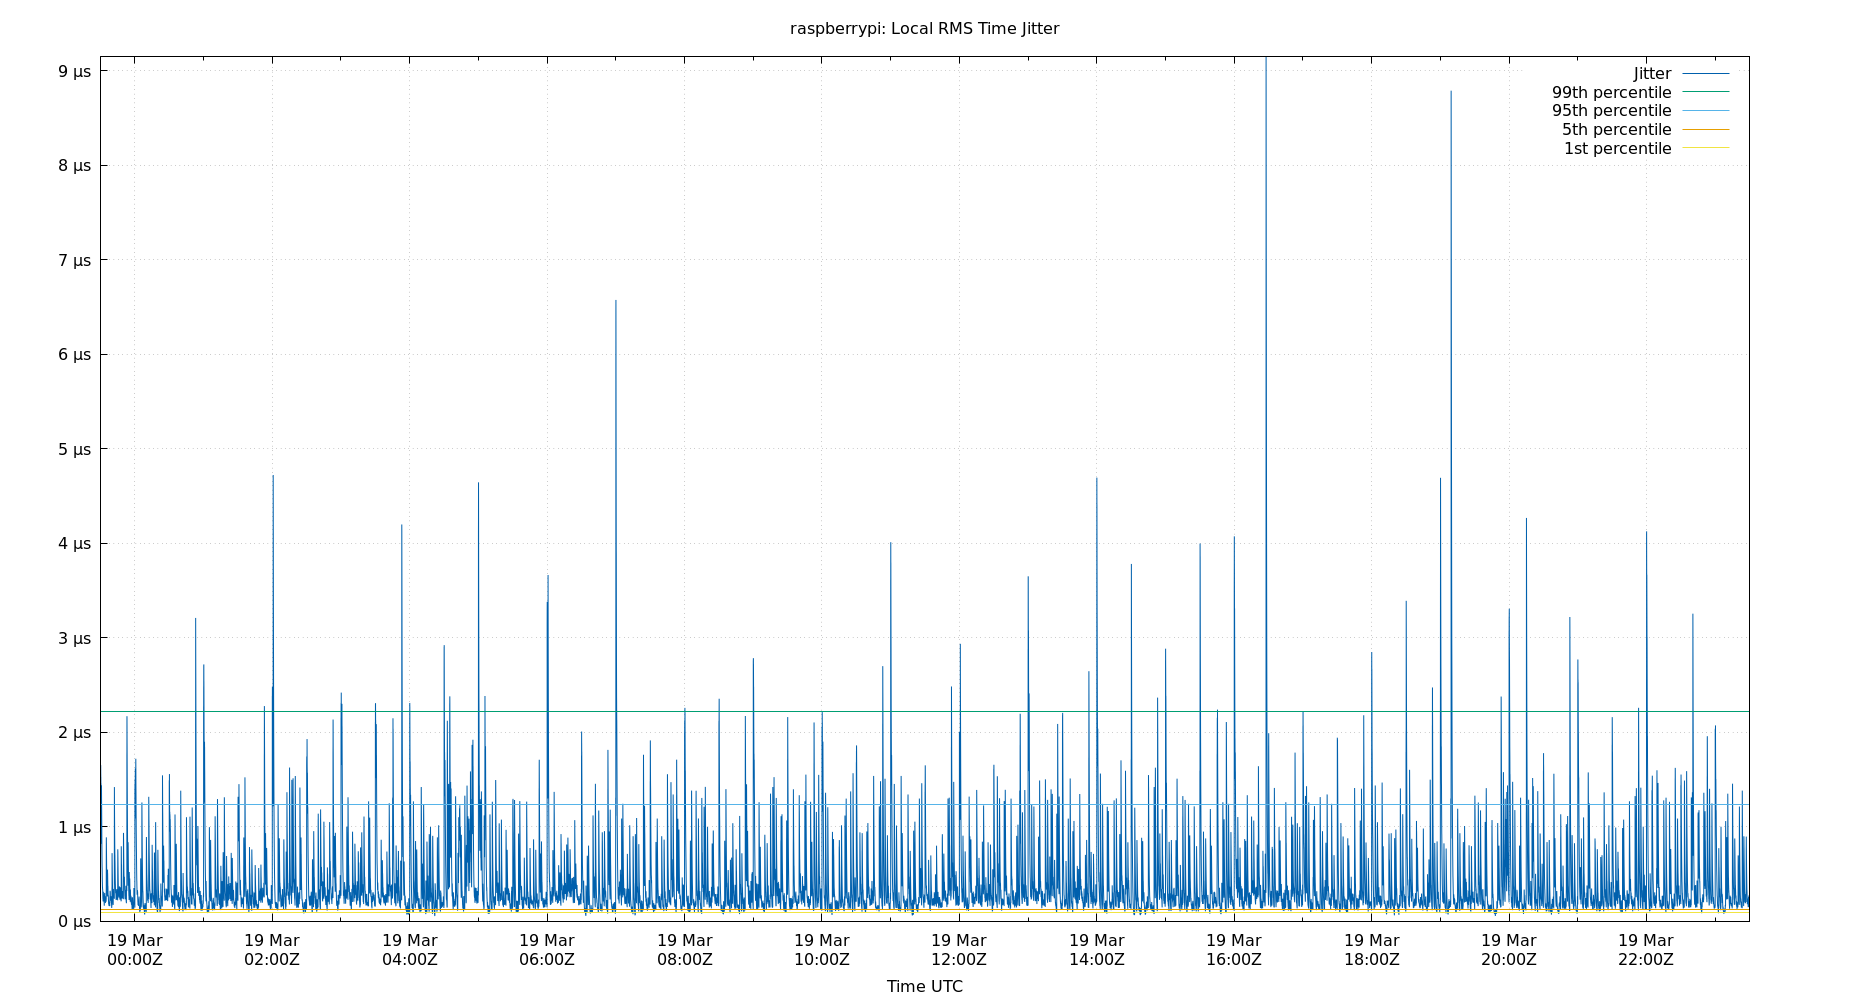 raspberrypi: Local RMS Time Jitter
9 µs
8 µs
7 µs
6 µs
5 µs
4 µs
3 µs
2 µs
1 µs
0 µs
Jitter
99th percentile
95th percentile
5th percentile
1st percentile
19 Mar 19 Mar 19 Mar 19 Mar 19 Mar 19 Mar 19 Mar 19 Mar 19 Mar 19 Mar 19 Mar 19 Mar
00:00Z 02:00Z 04:00Z 06:00Z 08:00Z 10:00Z 12:00Z 14:00Z 16:00Z 18:00Z 20:00Z 22:00Z
Time UTC